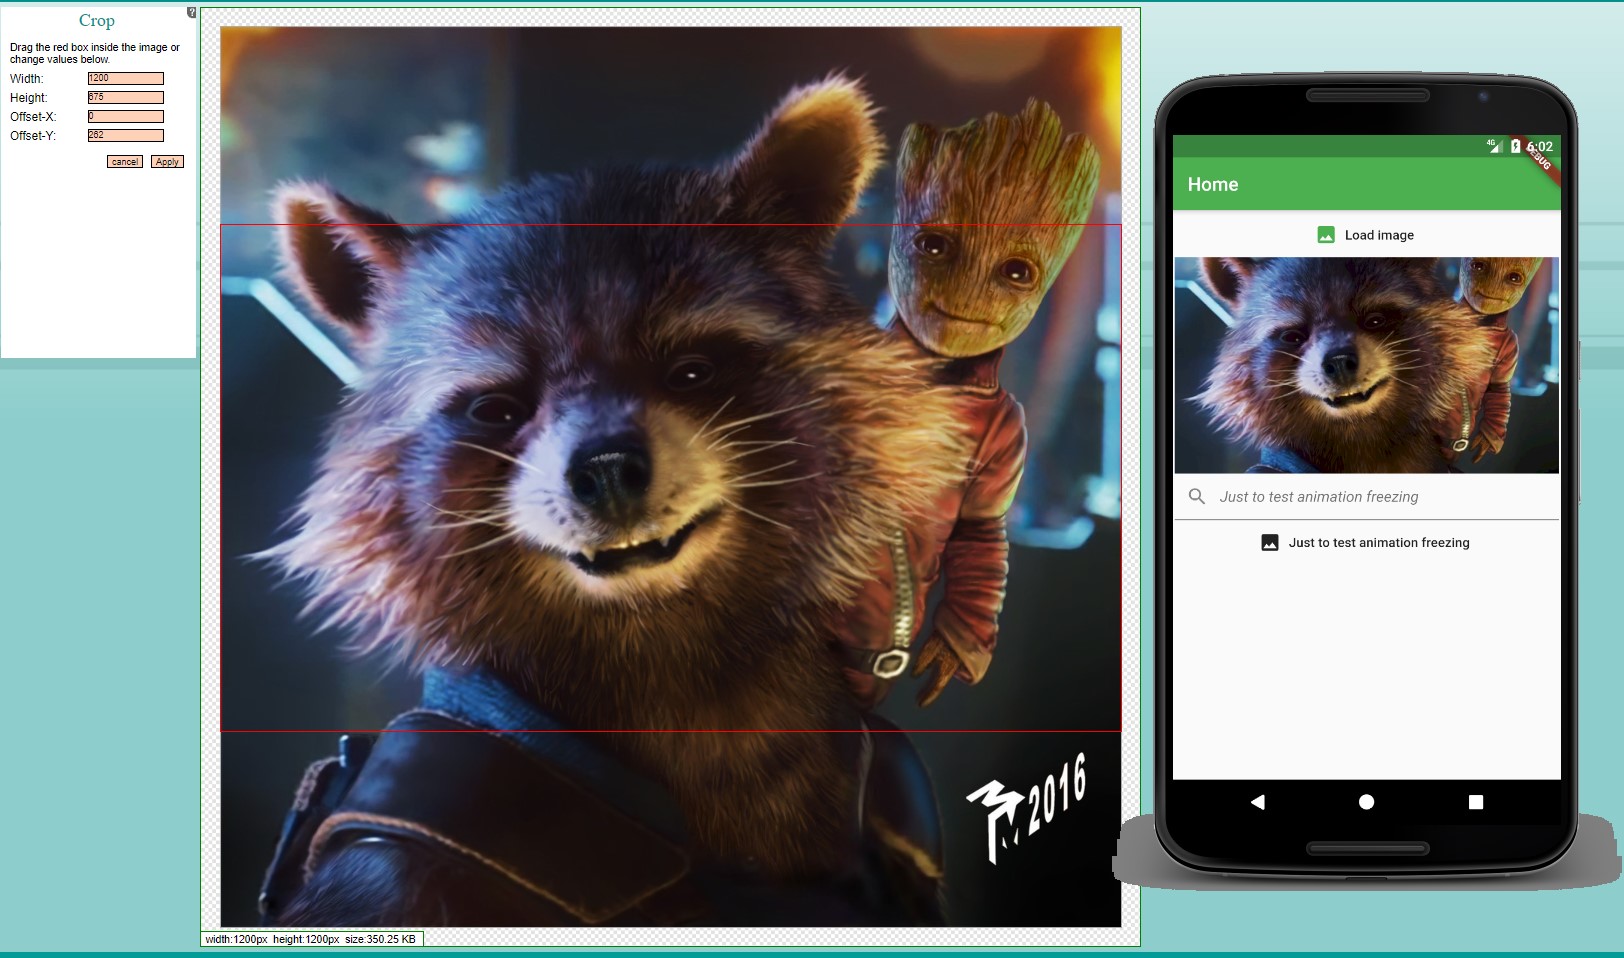 Crop
?
Drag the red box inside the image or
change values below.
Width: 1200
Height: 675
Offset-X: 0
Offset-Y: 262
cancel Apply
2016
width:1200px height:1200px size:350.25 KB
4G 6:02
DEBUG
Home
Load image
Just to test animation freezing
Just to test animation freezing